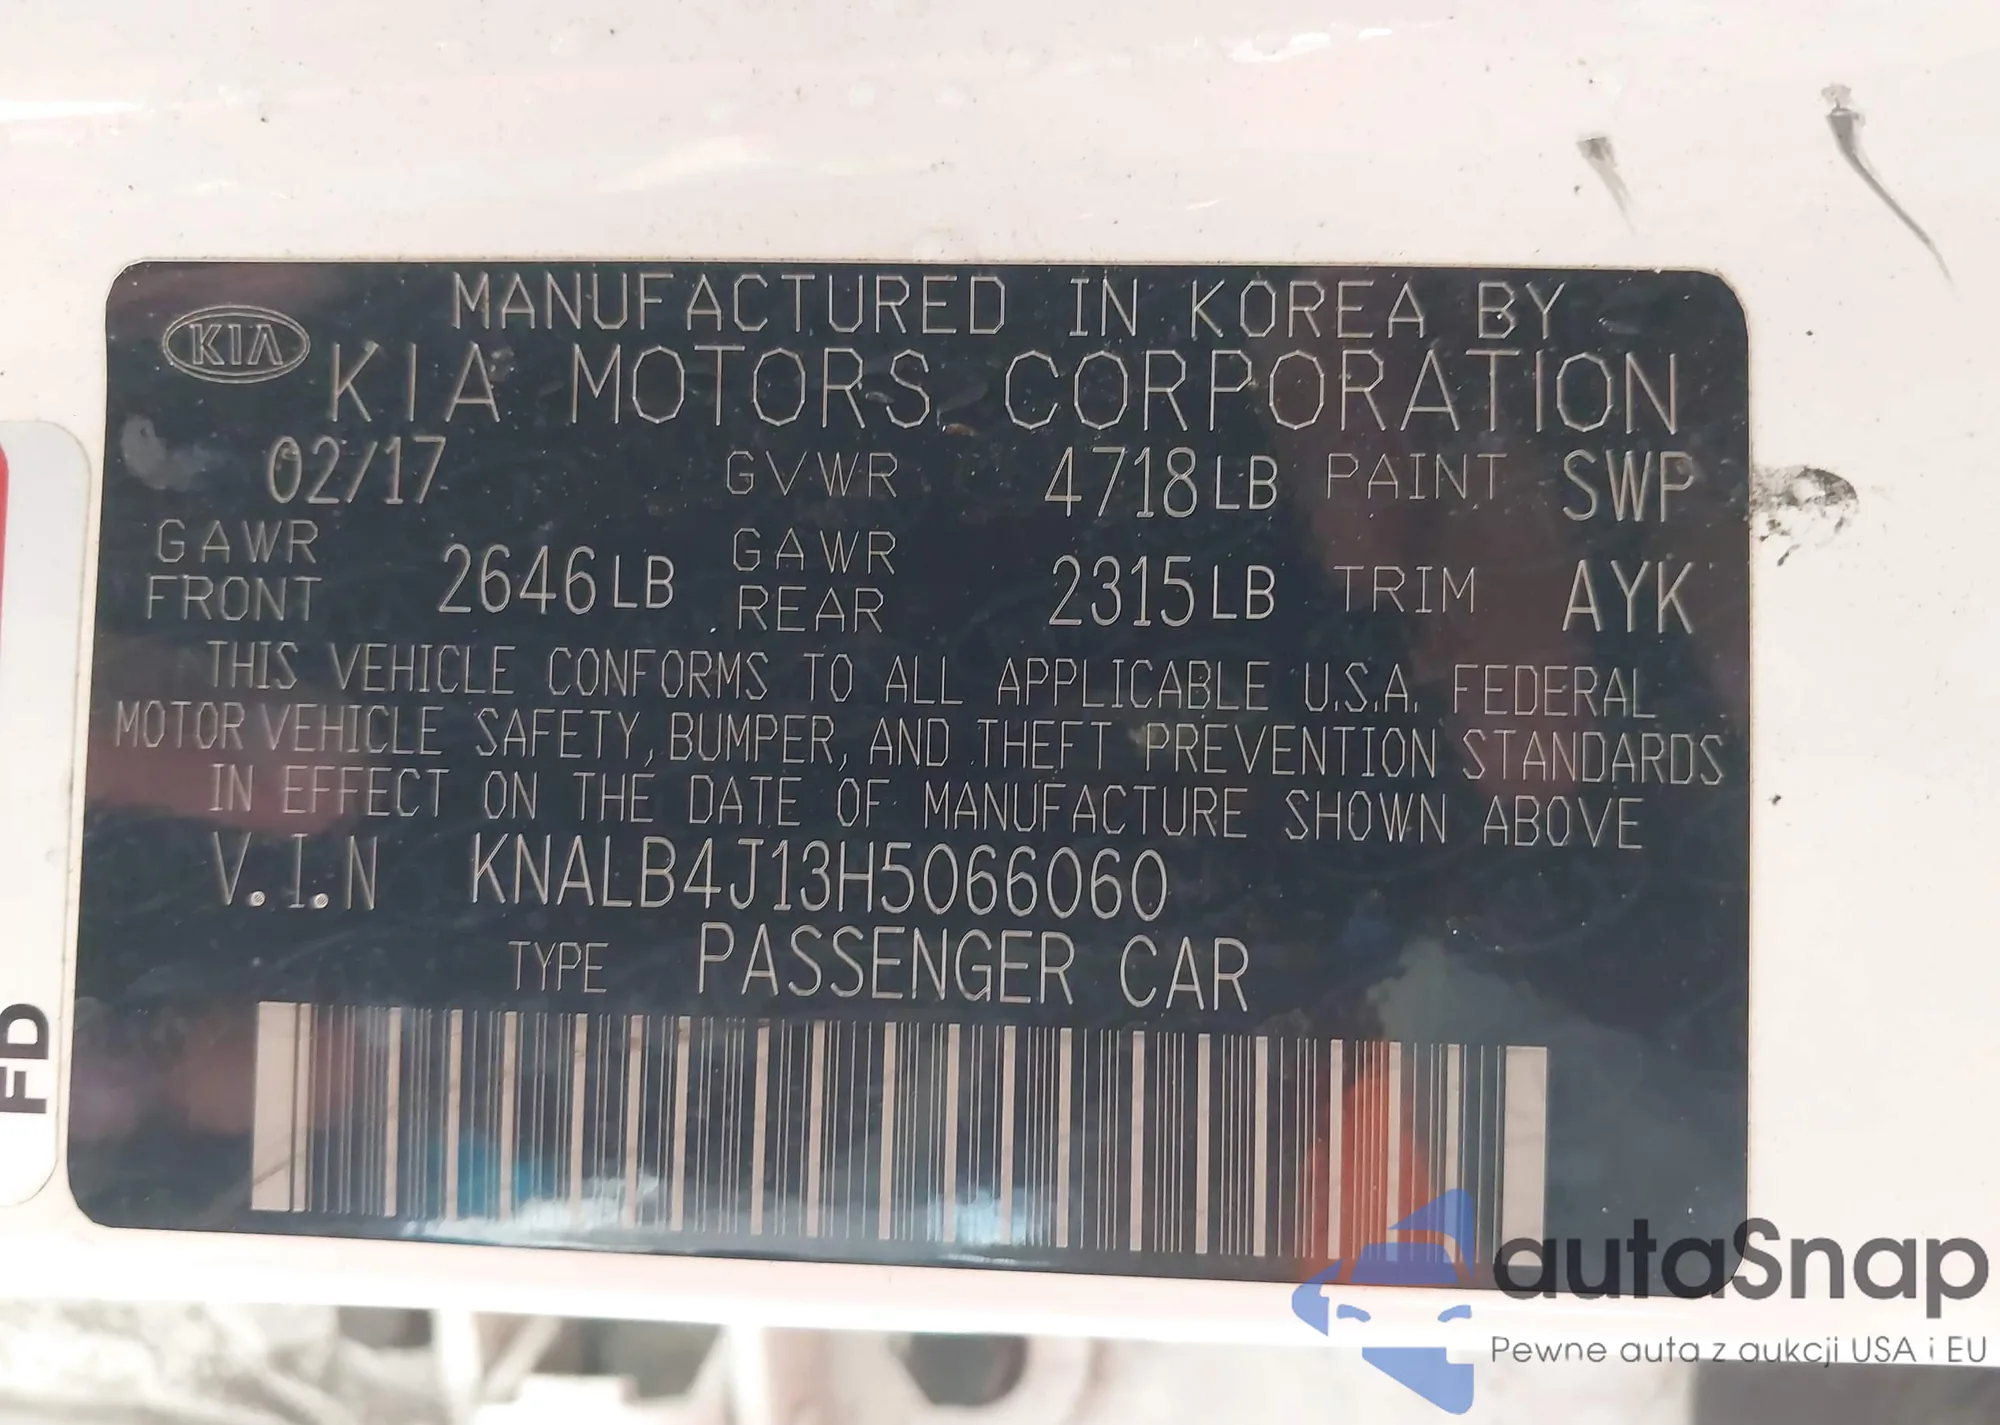 MANUFACTURED IN KOREA BY
KIA
KIA MOTORS CORPORATION
02/17 GVWR 4718LB PAINT SWP
GAWR FRONT 2646LB GAWR REAR 2315LB TRIM AYK
THIS VEHICLE CONFORMS TO ALL APPLICABLE U.S.A. FEDERAL
MOTOR VEHICLE SAFETY, BUMPER, AND THEFT PREVENTION STANDARDS
IN EFFECT ON THE DATE OF MANUFACTURE SHOWN ABOVE
V.I.N KNALB4J13H5066060
TYPE PASSENGER CAR
FD
autaSnap
Pewne auta z aukcji USA i EU